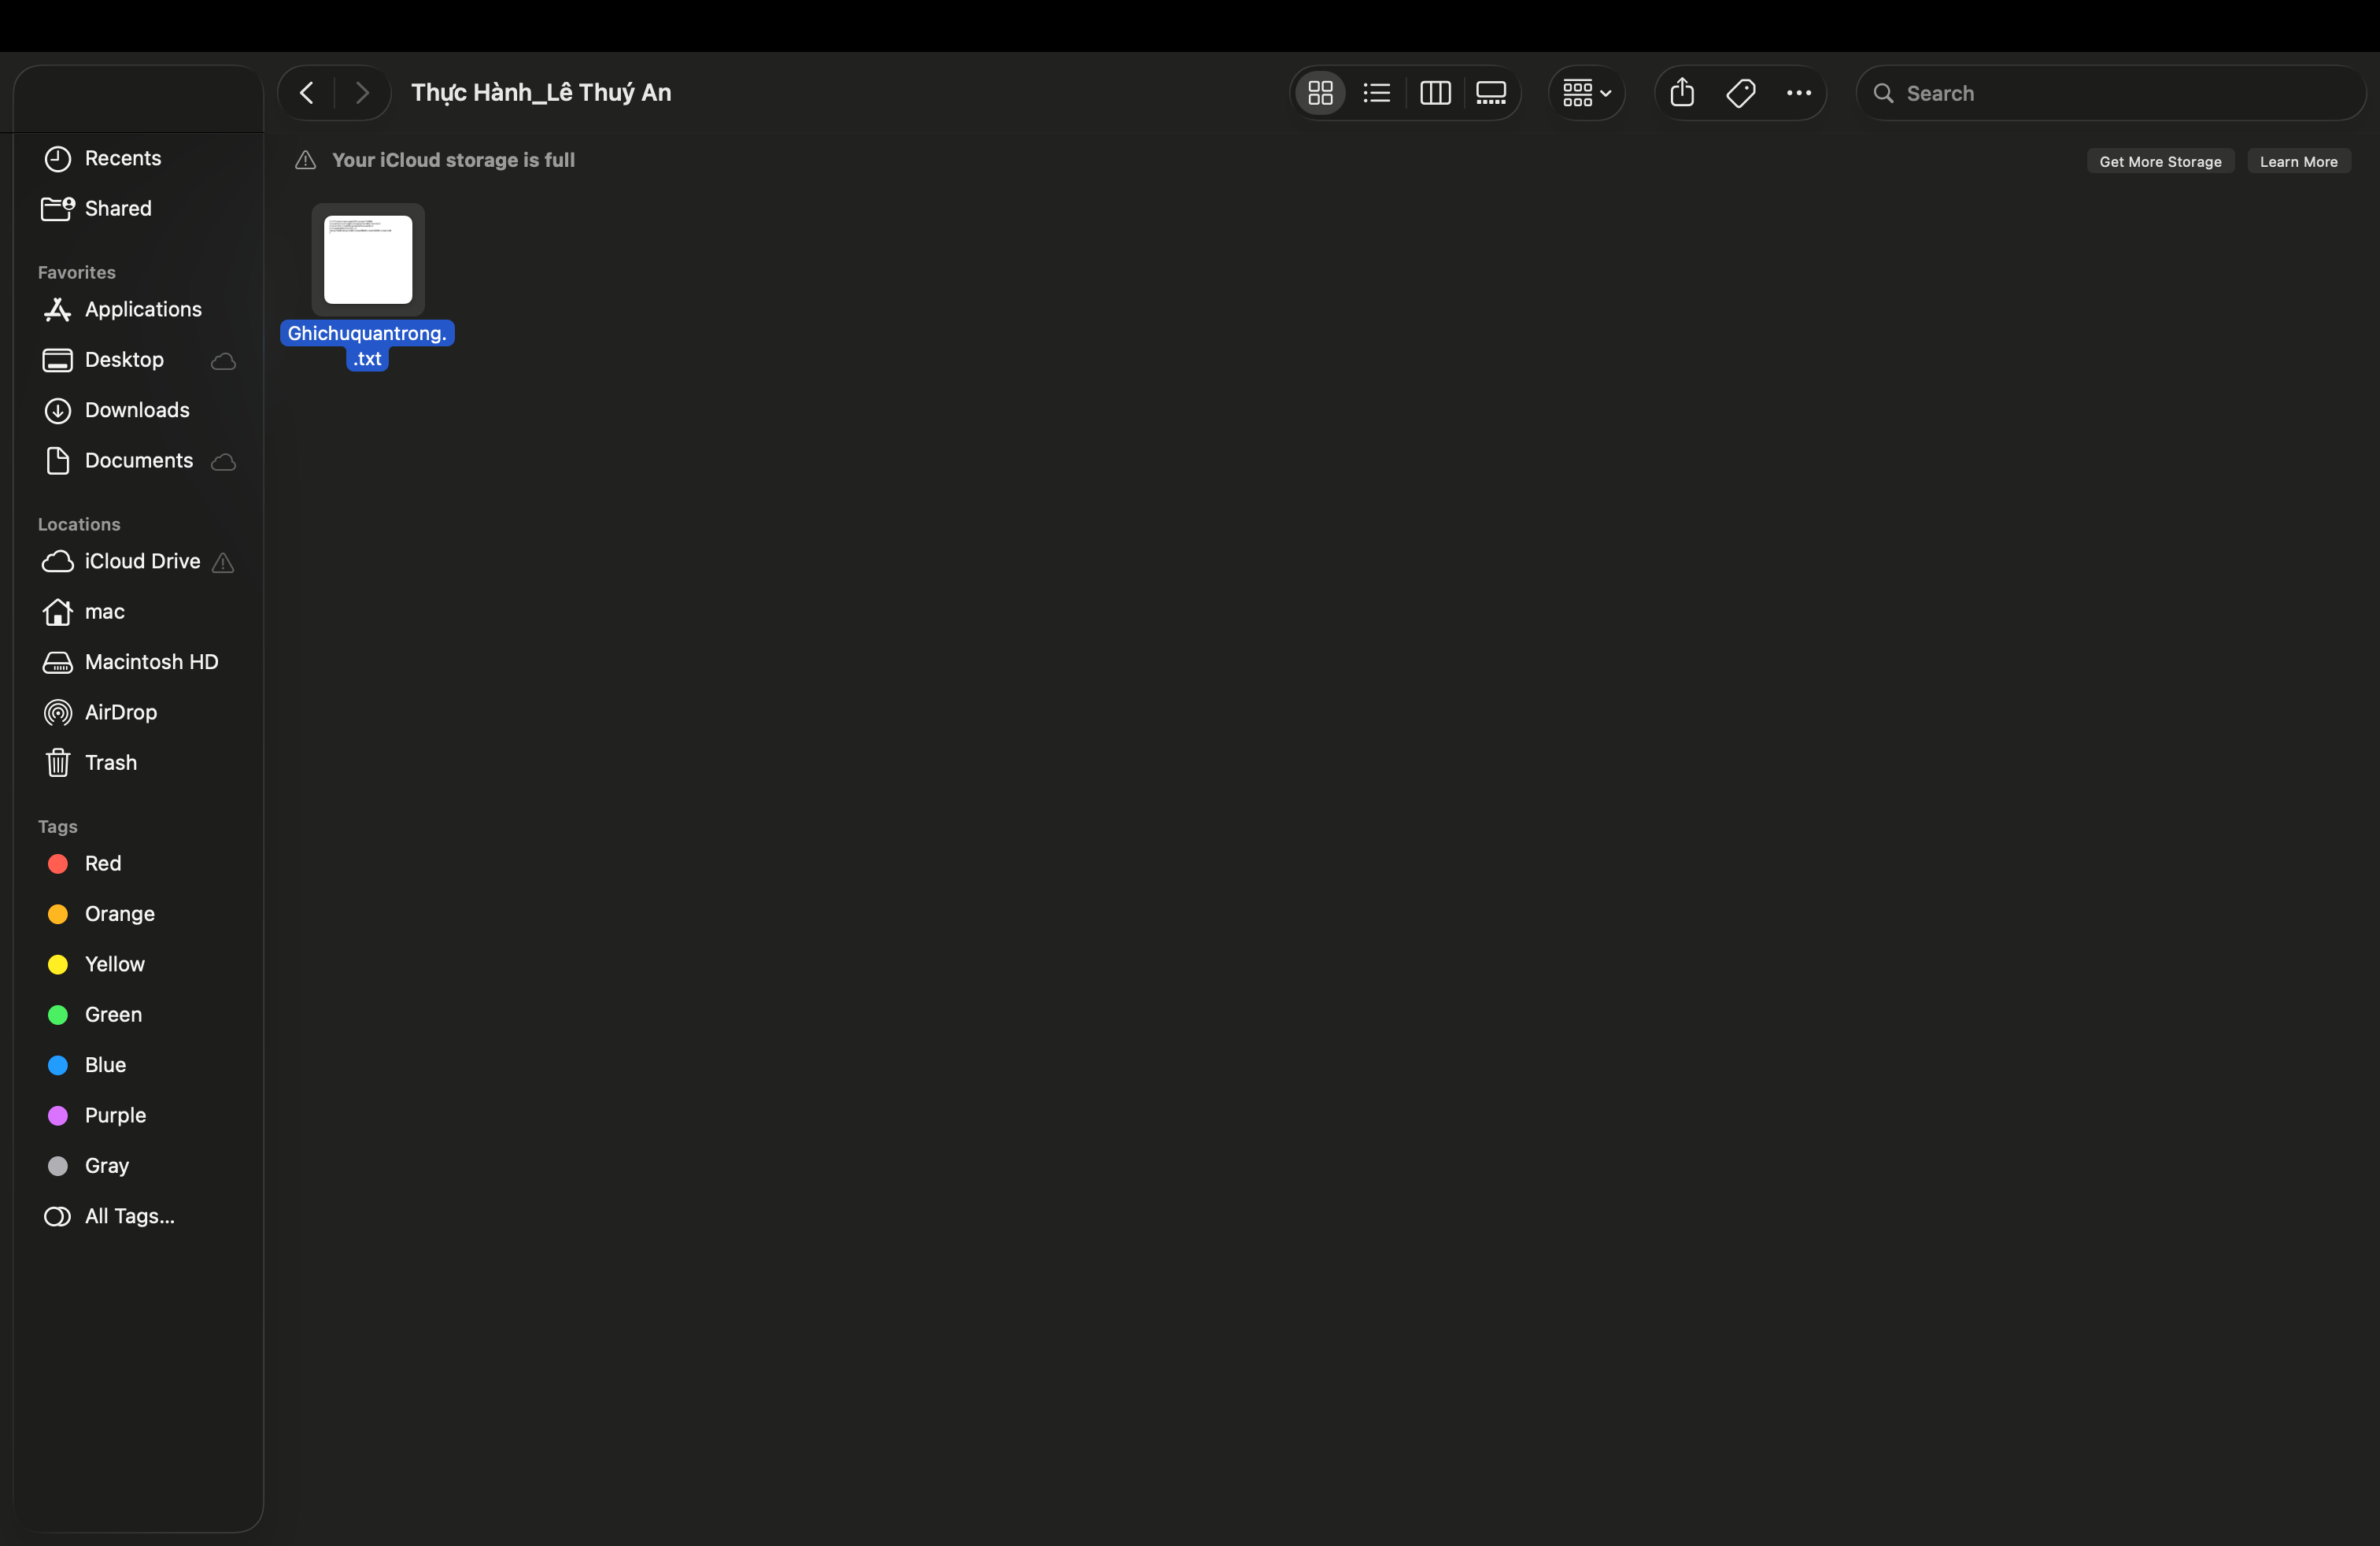 Thực Hành_Lê Thuý An
Search
Recents
Shared
Favorites
Applications
Desktop
Downloads
Documents
Locations
iCloud Drive
mac
Macintosh HD
AirDrop
Trash
Tags
Red
Orange
Yellow
Green
Blue
Purple
Gray
All Tags...
Your iCloud storage is full
Get More Storage
Learn More
Ghichuquantrong.
.txt